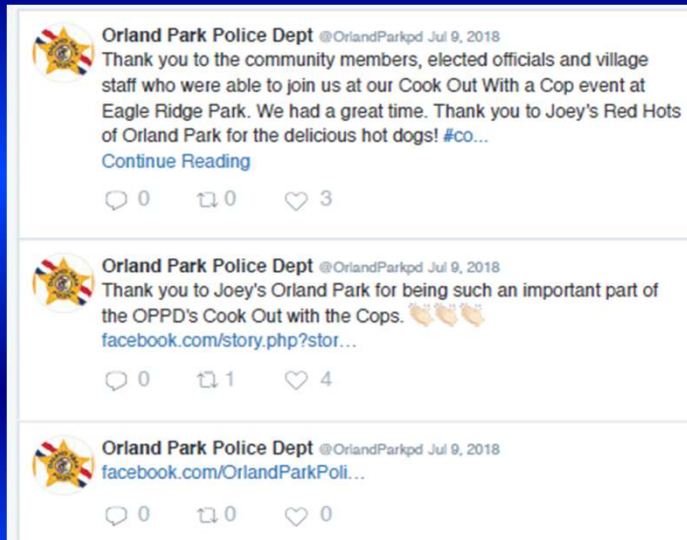 Orland Park Police Dept @OrlandParkpd Jul 9, 2018
Thank you to the community members, elected officials and village
staff who were able to join us at our Cook Out With a Cop event at
Eagle Ridge Park. We had a great time. Thank you to Joey's Red Hots
of Orland Park for the delicious hot dogs! #co...
Continue Reading
0 0 3
Orland Park Police Dept @OrlandParkpd Jul 9, 2018
Thank you to Joey's Orland Park for being such an important part of
the OPPD's Cook Out with the Cops. 👏🏻👏🏻👏🏻
facebook.com/story.php?stor...
0 1 4
Orland Park Police Dept @OrlandParkpd Jul 9, 2018
facebook.com/OrlandParkPoli...
0 0 0